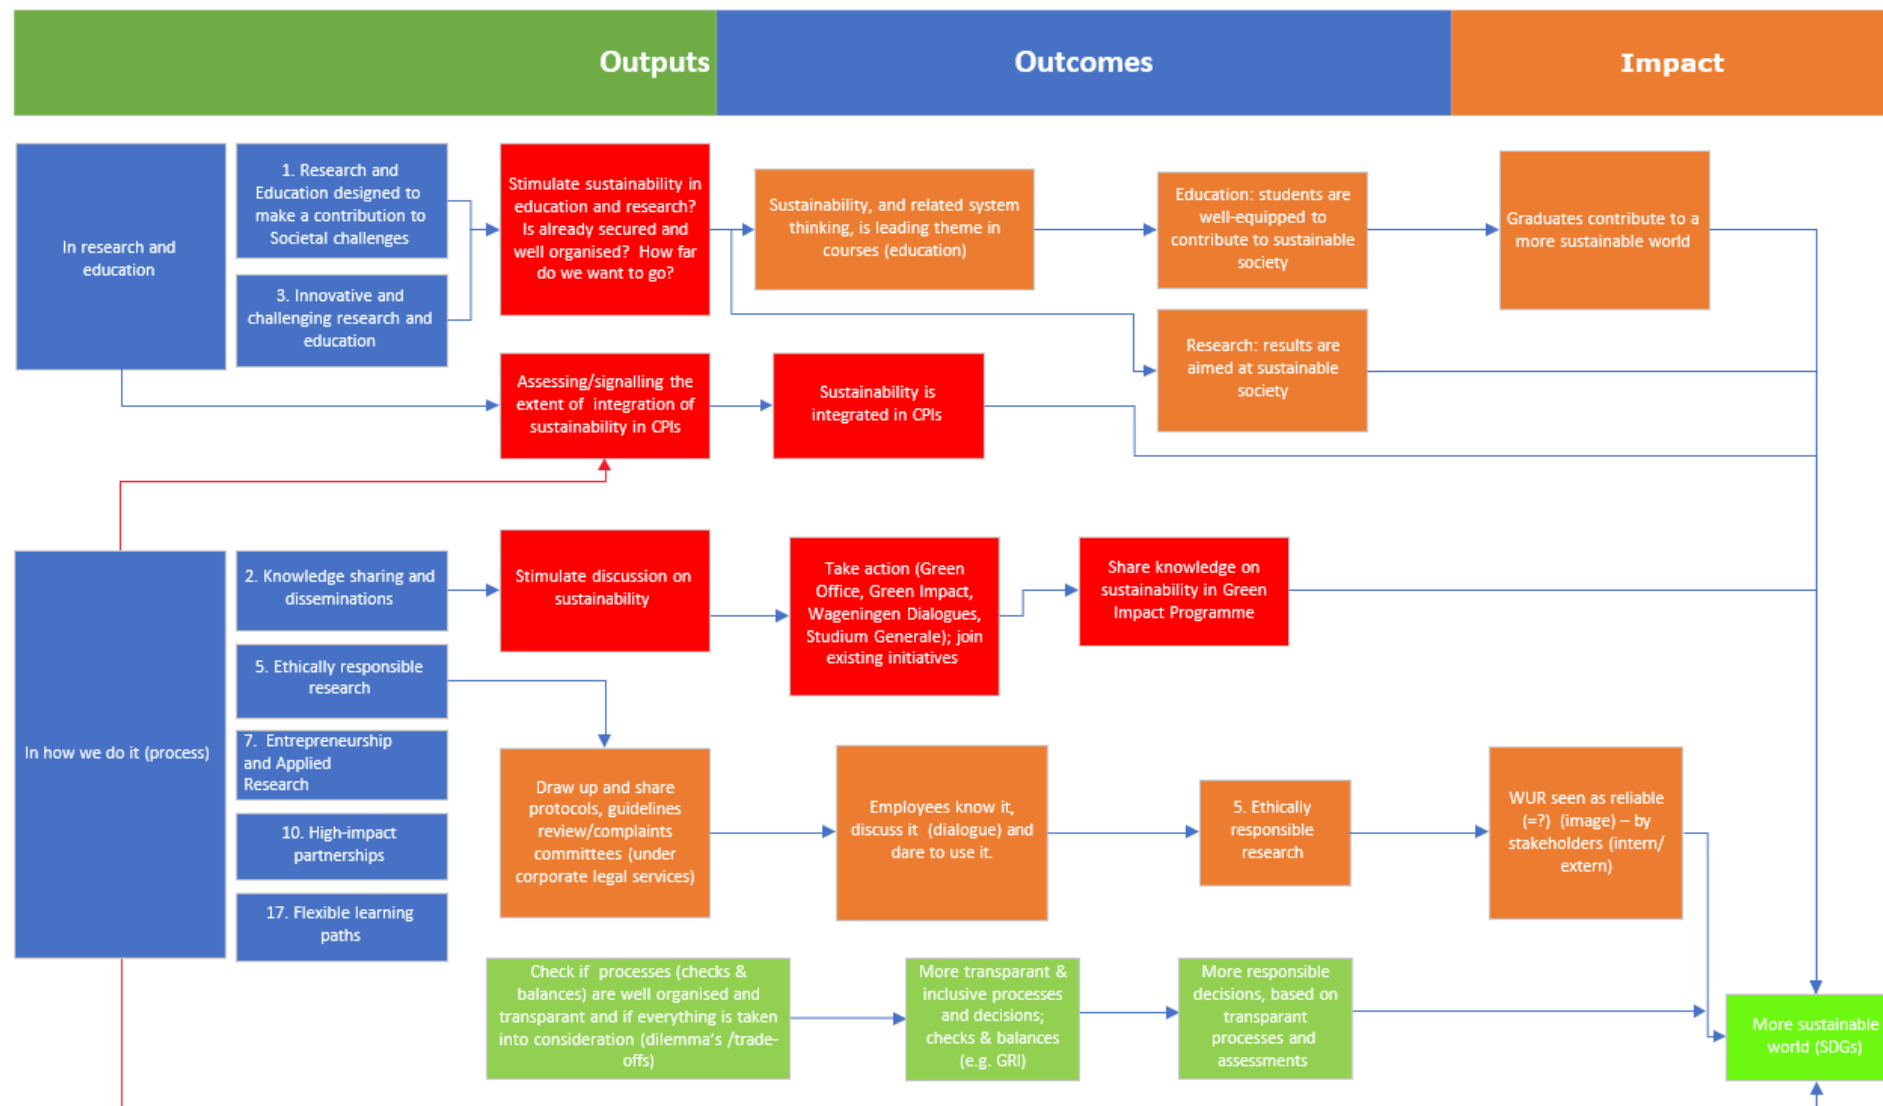 Outputs
Outcomes
Impact
In research and
education
1. Research and
Education designed to
make a contribution to
Societal challenges
3. Innovative and
challenging research and
education
Stimulate sustainability in
education and research?
Is already secured and
well organised? How far
do we want to go?
Sustainability, and related system
thinking, is leading theme in
courses (education)
Education: students are
well-equipped to
contribute to sustainable
society
Graduates contribute to a
more sustainable world
Research: results are
aimed at sustainable
society
Assessing/signalling the
extent of integration of
sustainability in CPIs
Sustainability is
integrated in CPIs
In how we do it (process)
2. Knowledge sharing and
disseminations
5. Ethically responsible
research
7. Entrepreneurship
and Applied
Research
10. High-impact
partnerships
17. Flexible learning
paths
Stimulate discussion on
sustainability
Take action (Green
Office, Green Impact,
Wageningen Dialogues,
Studium Generale); join
existing initiatives
Share knowledge on
sustainability in Green
Impact Programme
Draw up and share
protocols, guidelines
review/complaints
committees (under
corporate legal services)
Employees know it,
discuss it (dialogue) and
dare to use it.
5. Ethically
responsible
research
WUR seen as reliable
(=?) (image) – by
stakeholders (intern/
extern)
Check if processes (checks &
balances) are well organised and
transparant and if everything is taken
into consideration (dilemma's /trade-
offs)
More transparant &
inclusive processes
and decisions;
checks & balances
(e.g. GRI)
More responsible
decisions, based on
transparant
processes and
assessments
More sustainable
world (SDGs)